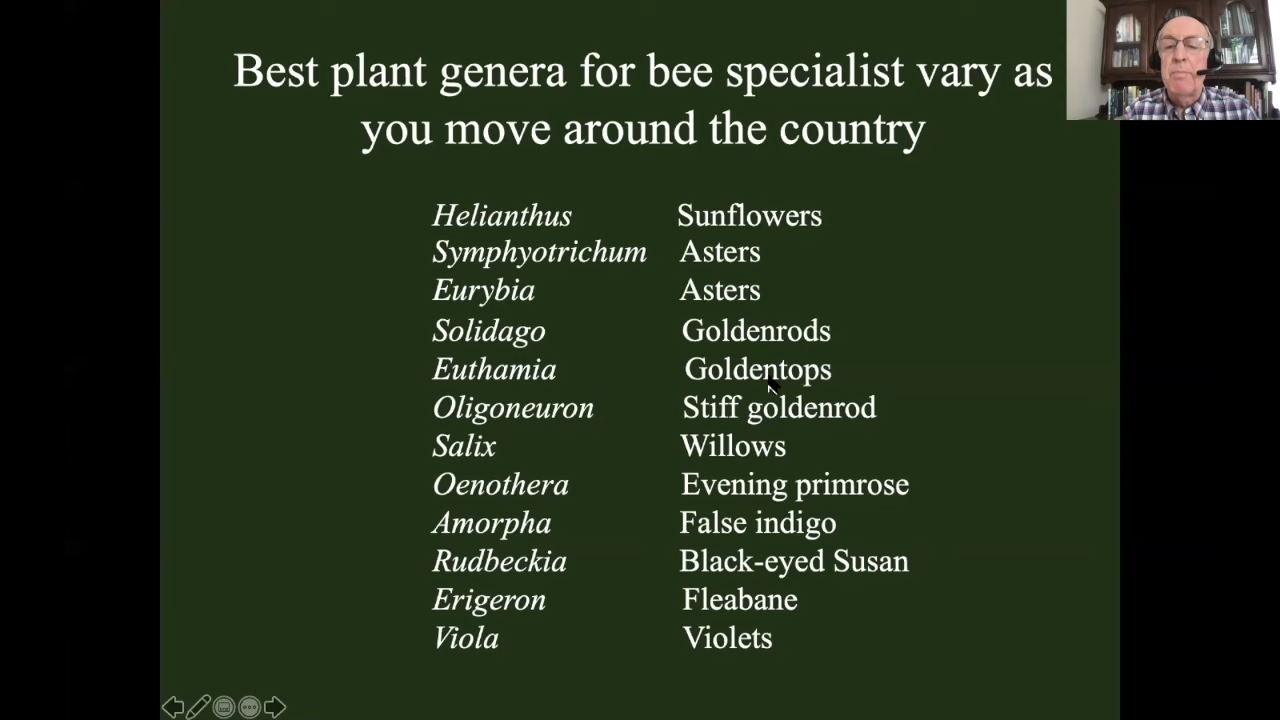 Best plant genera for bee specialist vary as
you move around the country
Helianthus Sunflowers
Symphyotrichum Asters
Eurybia Asters
Solidago Goldenrods
Euthamia Goldentops
Oligoneuron Stiff goldenrod
Salix Willows
Oenothera Evening primrose
Amorpha False indigo
Rudbeckia Black-eyed Susan
Erigeron Fleabane
Viola Violets